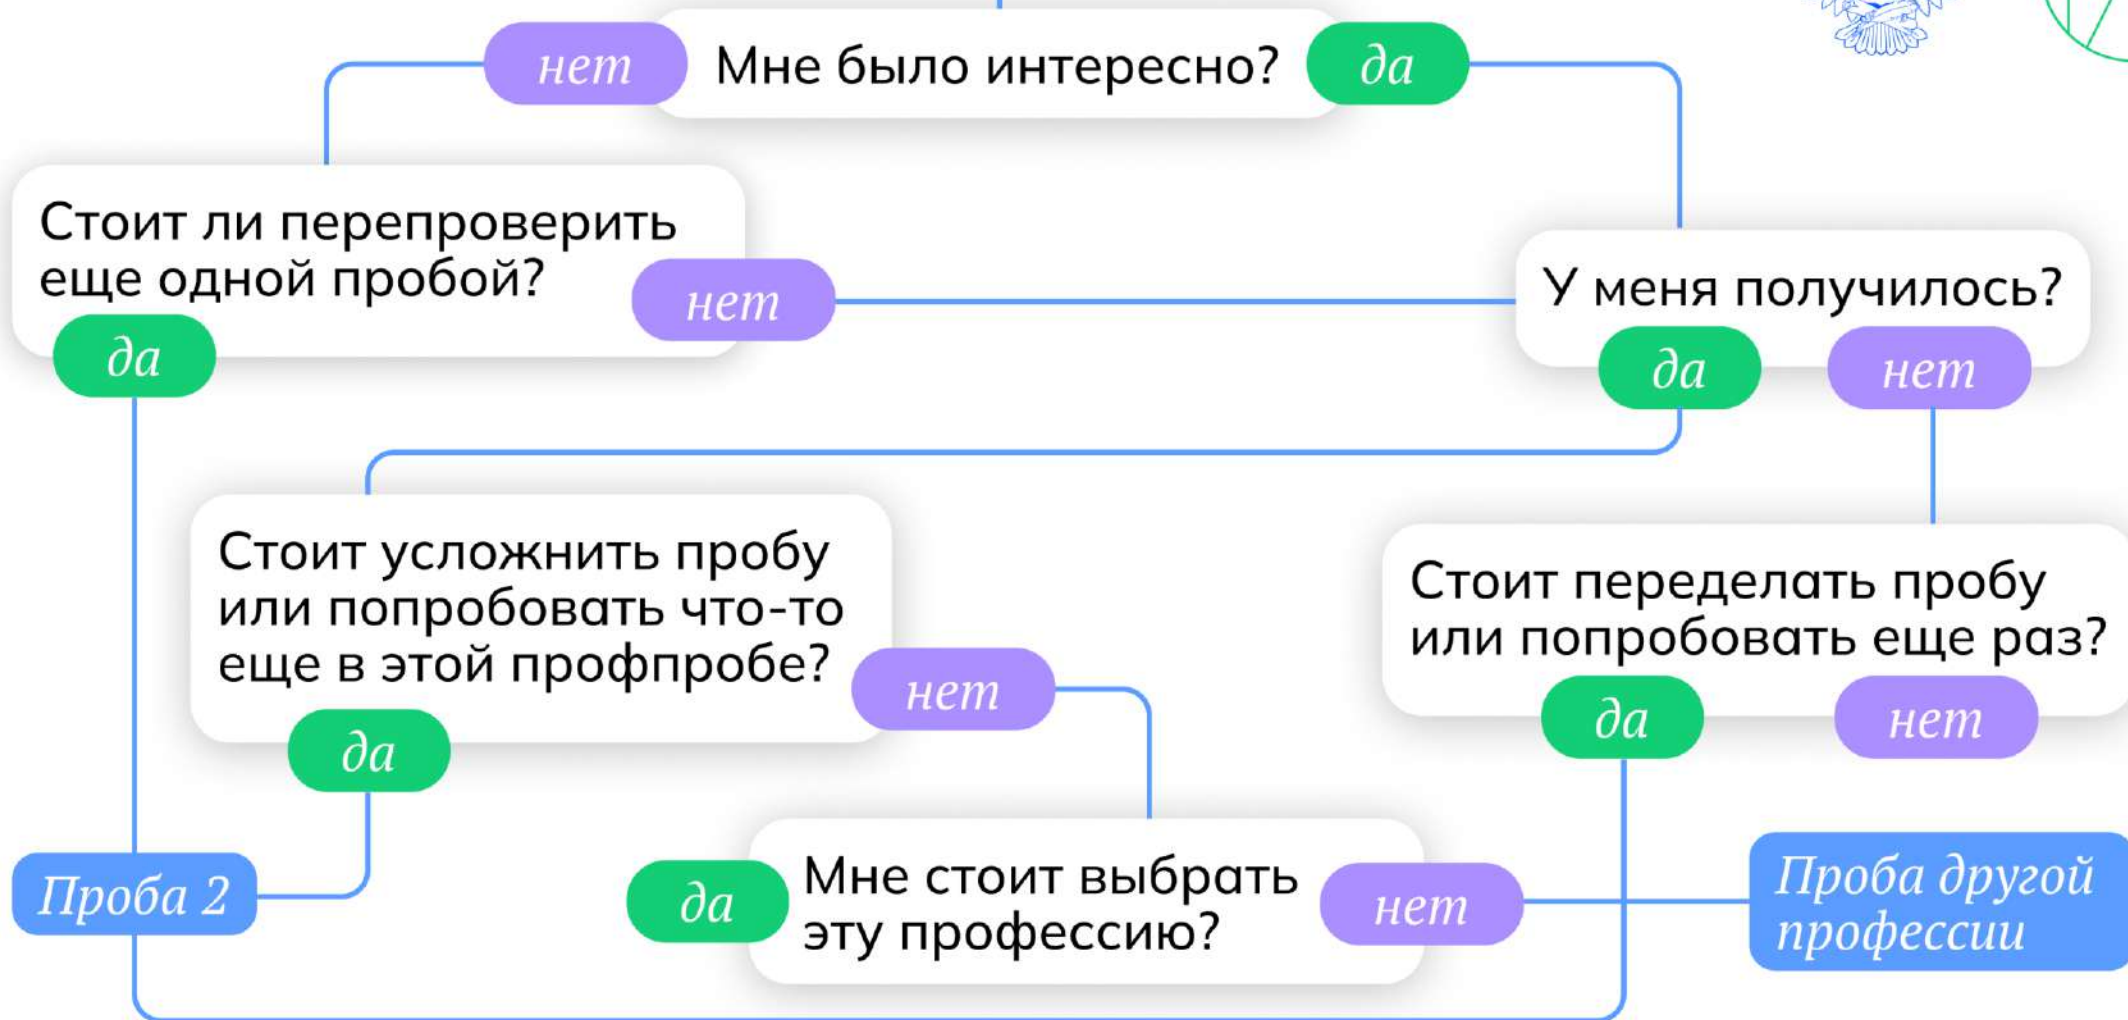 нет
Мне было интересно?
да
Стоит ли перепроверить
еще одной пробой?
нет
да
У меня получилось?
да
нет
Стоит усложнить пробу
или попробовать что-то
еще в этой профпробе?
нет
да
Стоит переделать пробу
или попробовать еще раз?
да
нет
Проба 2
да
Мне стоит выбрать
эту профессию?
нет
Проба другой
профессии